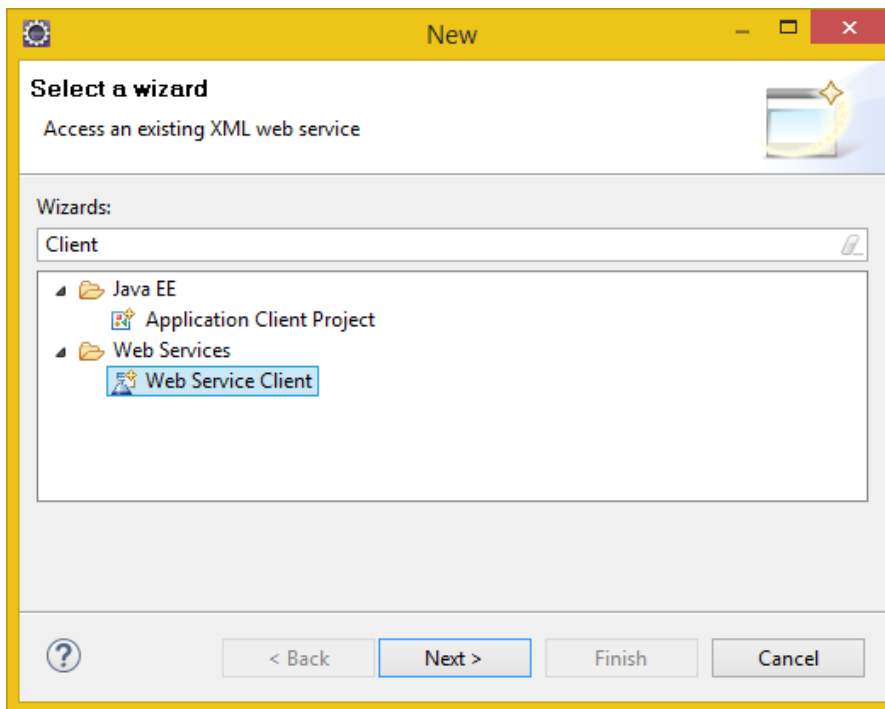 New
Select a wizard
Access an existing XML web service
Wizards:
Client
Java EE
Application Client Project
Web Services
Web Service Client
< Back
Next >
Finish
Cancel